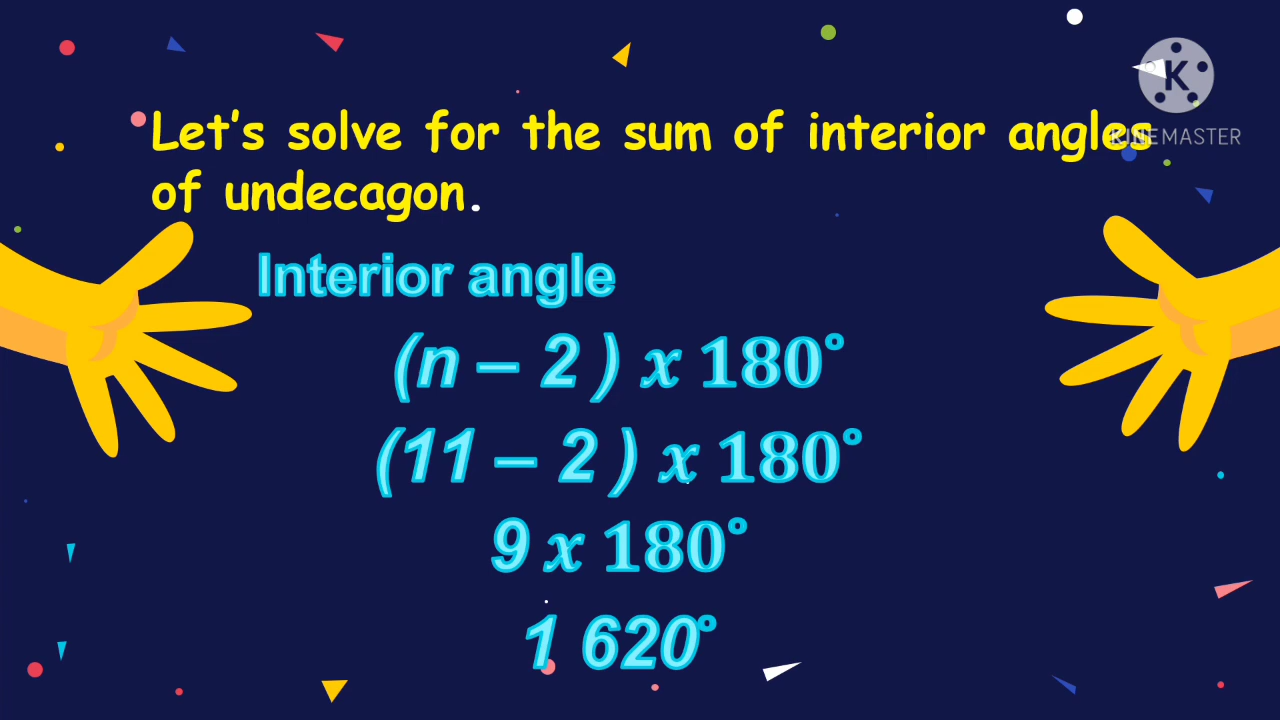 Let's solve for the sum of interior angles
of undecagon.
Interior angle
(n – 2 ) x 180°
(11 – 2 ) x 180°
9 x 180°
1 620°
K
KINEMASTER